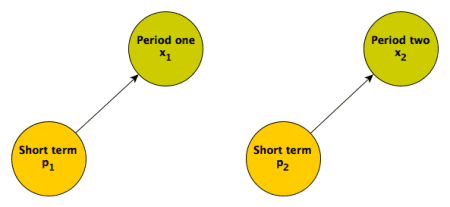 Period one
x1
Period two
x2
Short term
p1
Short term
p2